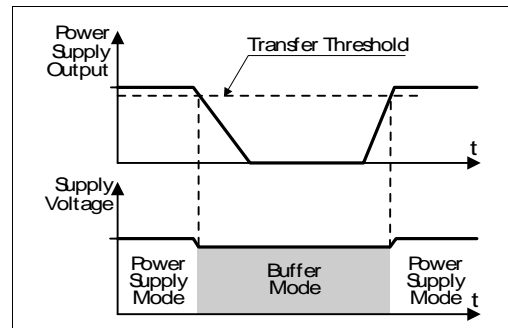 Power
Supply
Output
Transfer Threshold
t
Supply
Voltage
Power
Supply
Mode
Buffer
Mode
Power
Supply
Mode
t